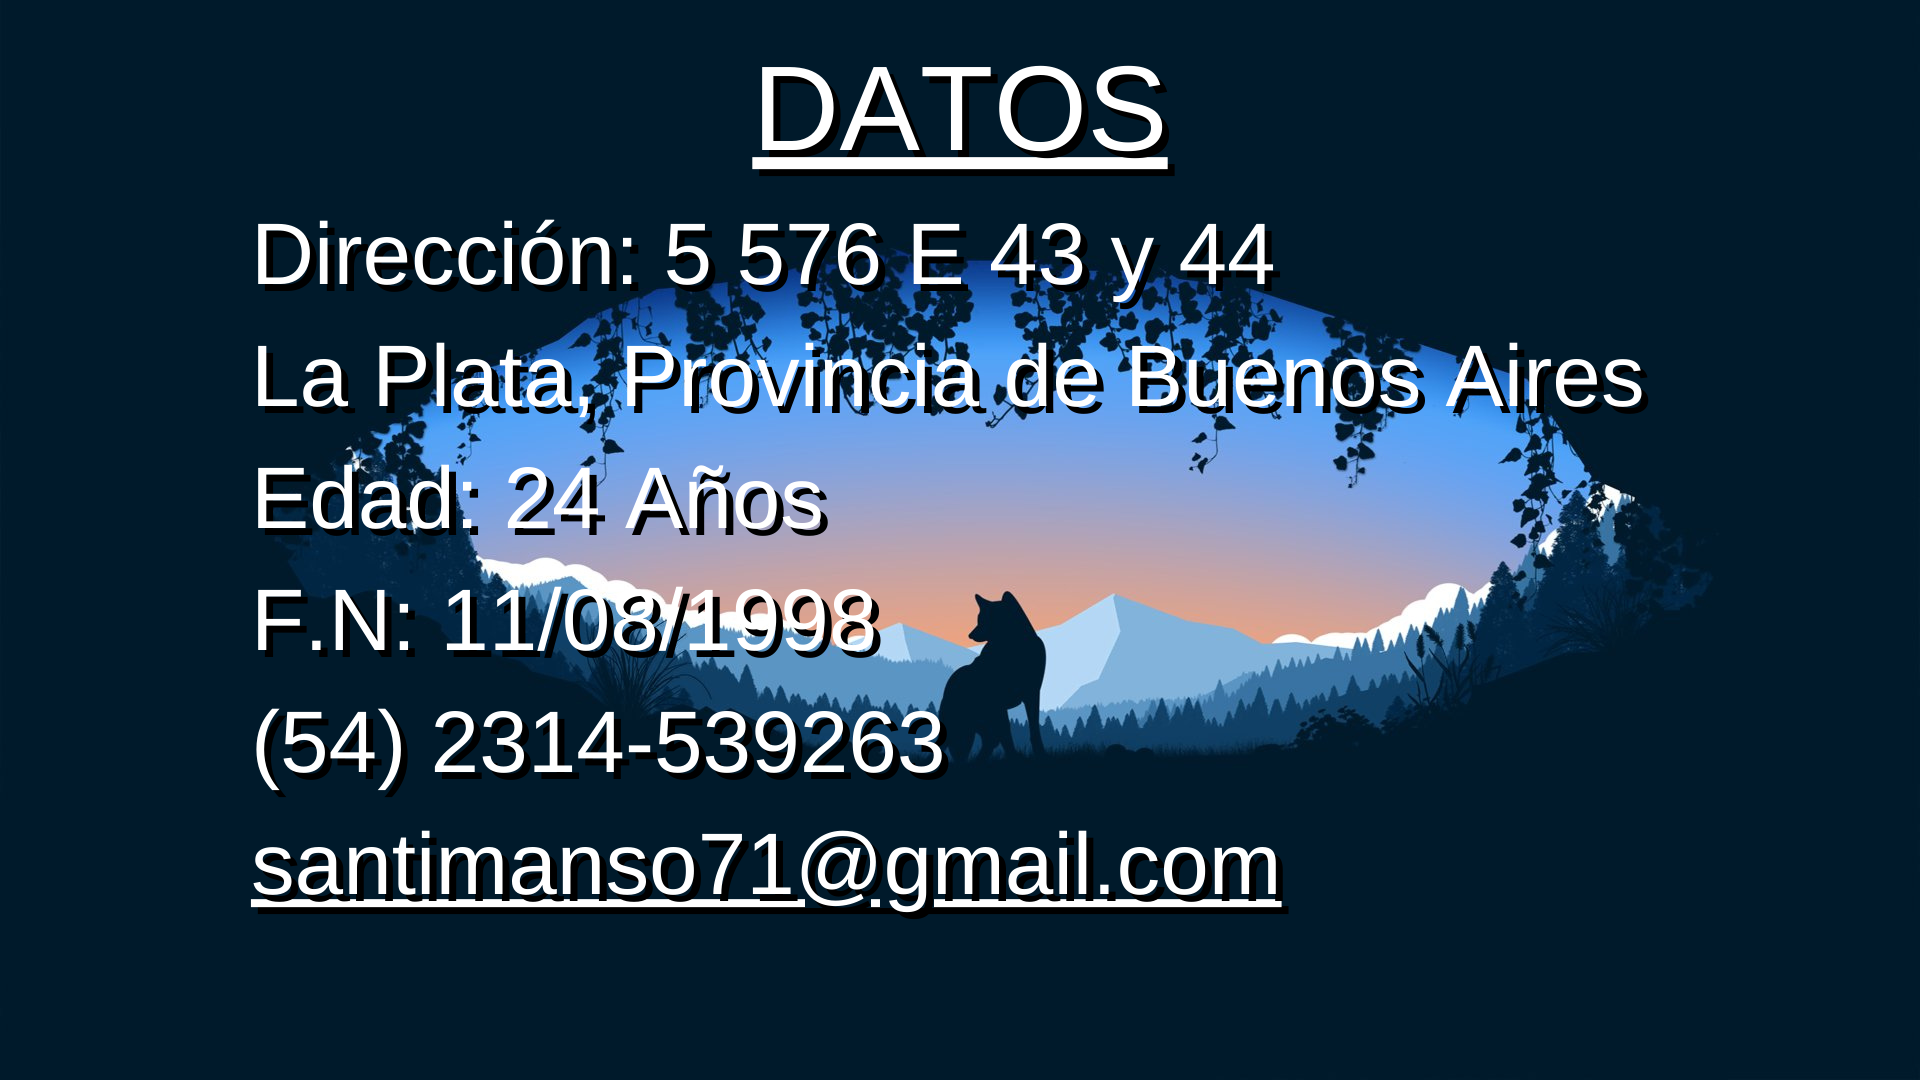 DATOS
Dirección: 5 576 E 43 y 44
La Plata, Provincia de Buenos Aires
Edad: 24 Años
F.N: 11/08/1998
(54) 2314-539263
santimanso71@gmail.com